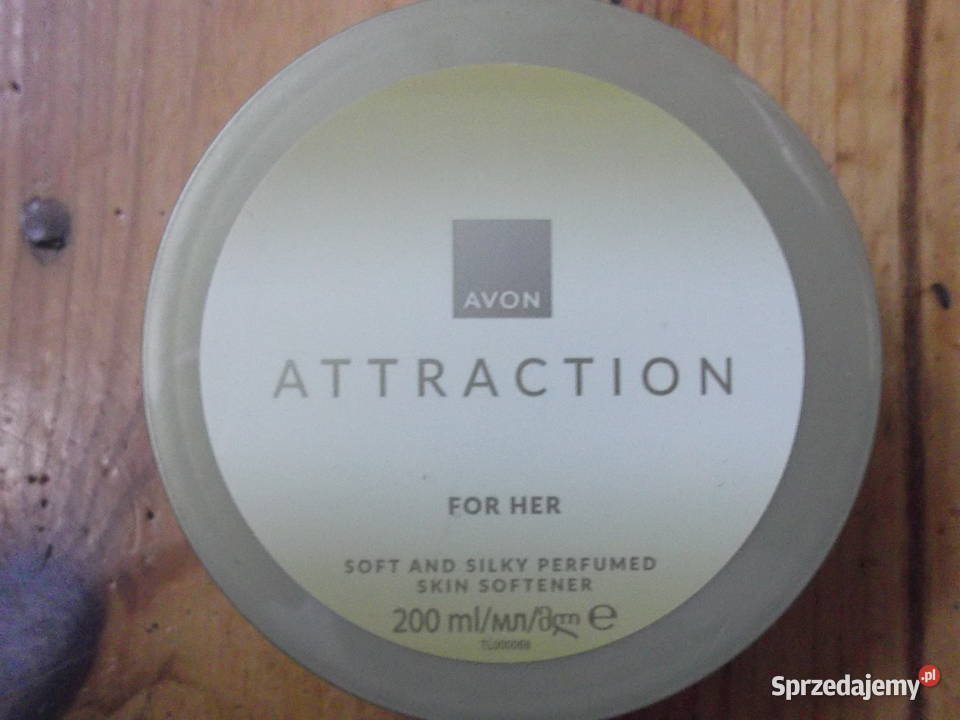 AVON
ATTRACTION
FOR HER
SOFT AND SILKY PERFUMED
SKIN SOFTENER
200 ml/мл/მლ ℮
Sprzedajemy.pl